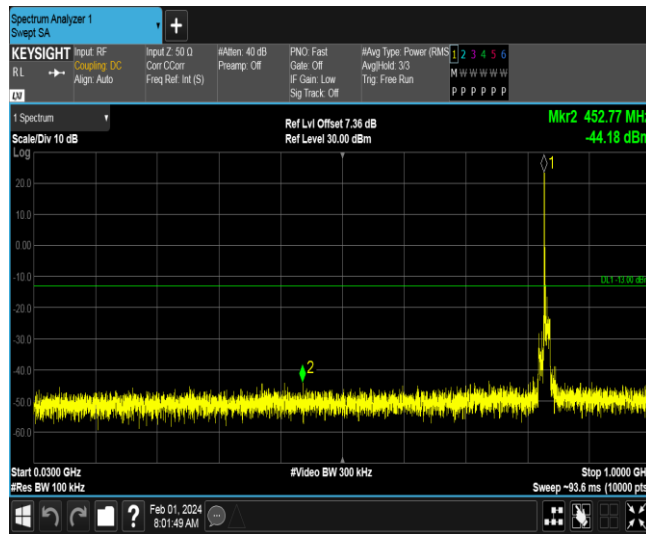 Spectrum Analyzer 1
Swept SA
+
KEYSIGHT
RL
LXI
Input: RF
Coupling: DC
Align: Auto
Input Z: 50 Ω
Corr CCorr
Freq Ref: Int (S)
#Atten: 40 dB
Preamp: Off
PNO: Fast
Gate: Off
IF Gain: Low
Sig Track: Off
#Avg Type: Power (RMS
Avg|Hold: 3/3
Trig: Free Run
1 2 3 4 5 6
M W W W W W
P P P P P P
1 Spectrum
Scale/Div 10 dB
Log
Ref Lvl Offset 7.36 dB
Ref Level 30.00 dBm
Mkr2 452.77 MHz
-44.18 dBm
1
20.0
10.0
0.00
-10.0
DL1 -13.00 dBm
-20.0
-30.0
-40.0
2
-50.0
-60.0
Start 0.0300 GHz
#Res BW 100 kHz
#Video BW 300 kHz
Stop 1.0000 GH
Sweep ~93.6 ms (10000 pts
?
Feb 01, 2024
8:01:49 AM